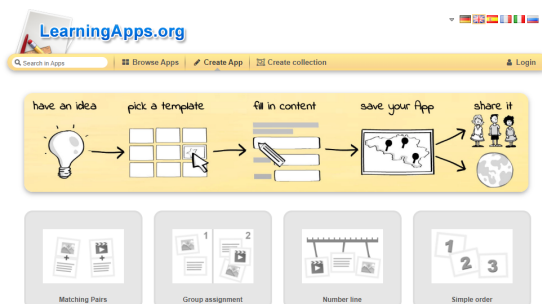 LearningApps.org
Search in Apps
Browse Apps
Create App
Create collection
Login
have an idea
pick a template
fill in content
save your App
share it
1 2
1
2
3
Matching Pairs
Group assignment
Number line
Simple order